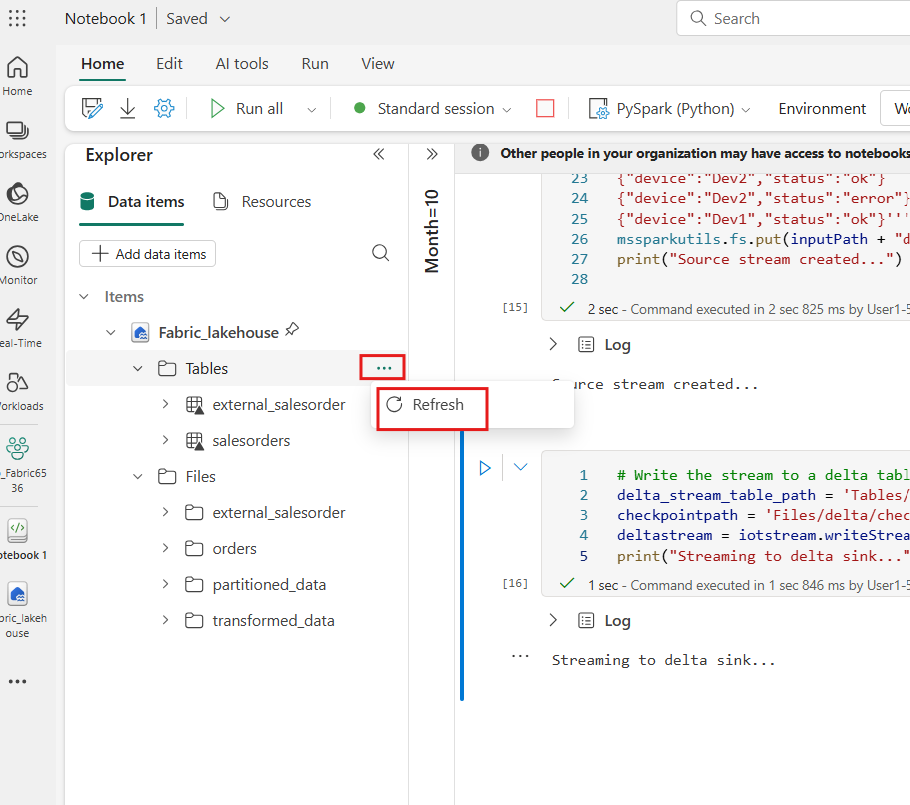 Notebook 1
Saved
Search
Home
Edit
AI tools
Run
View
Run all
Standard session
PySpark (Python)
Environment
Home
orkspaces
OneLake
Monitor
eal-Time
Workloads
_Fabric65
36
otebook 1
bric_lakeh
ouse
Explorer
Data items
Resources
Add data items
Items
Fabric_lakehouse
Tables
...
Refresh
external_salesorder
salesorders
Files
external_salesorder
orders
partitioned_data
transformed_data
Month=10
Other people in your organization may have access to notebooks
23 {"device":"Dev2","status":"ok"}
24 {"device":"Dev2","status":"error"}
25 {"device":"Dev1","status":"ok"}'''
26 mssparkutils.fs.put(inputPath + "d
27 print("Source stream created...")
28
[15]
2 sec - Command executed in 2 sec 825 ms by User1-5
Log
Source stream created...
1 # Write the stream to a delta tabl
2 delta_stream_table_path = 'Tables/
3 checkpointpath = 'Files/delta/chec
4 deltastream = iotstream.writeStrea
5 print("Streaming to delta sink..."
[16]
1 sec - Command executed in 1 sec 846 ms by User1-5
Log
...
Streaming to delta sink...